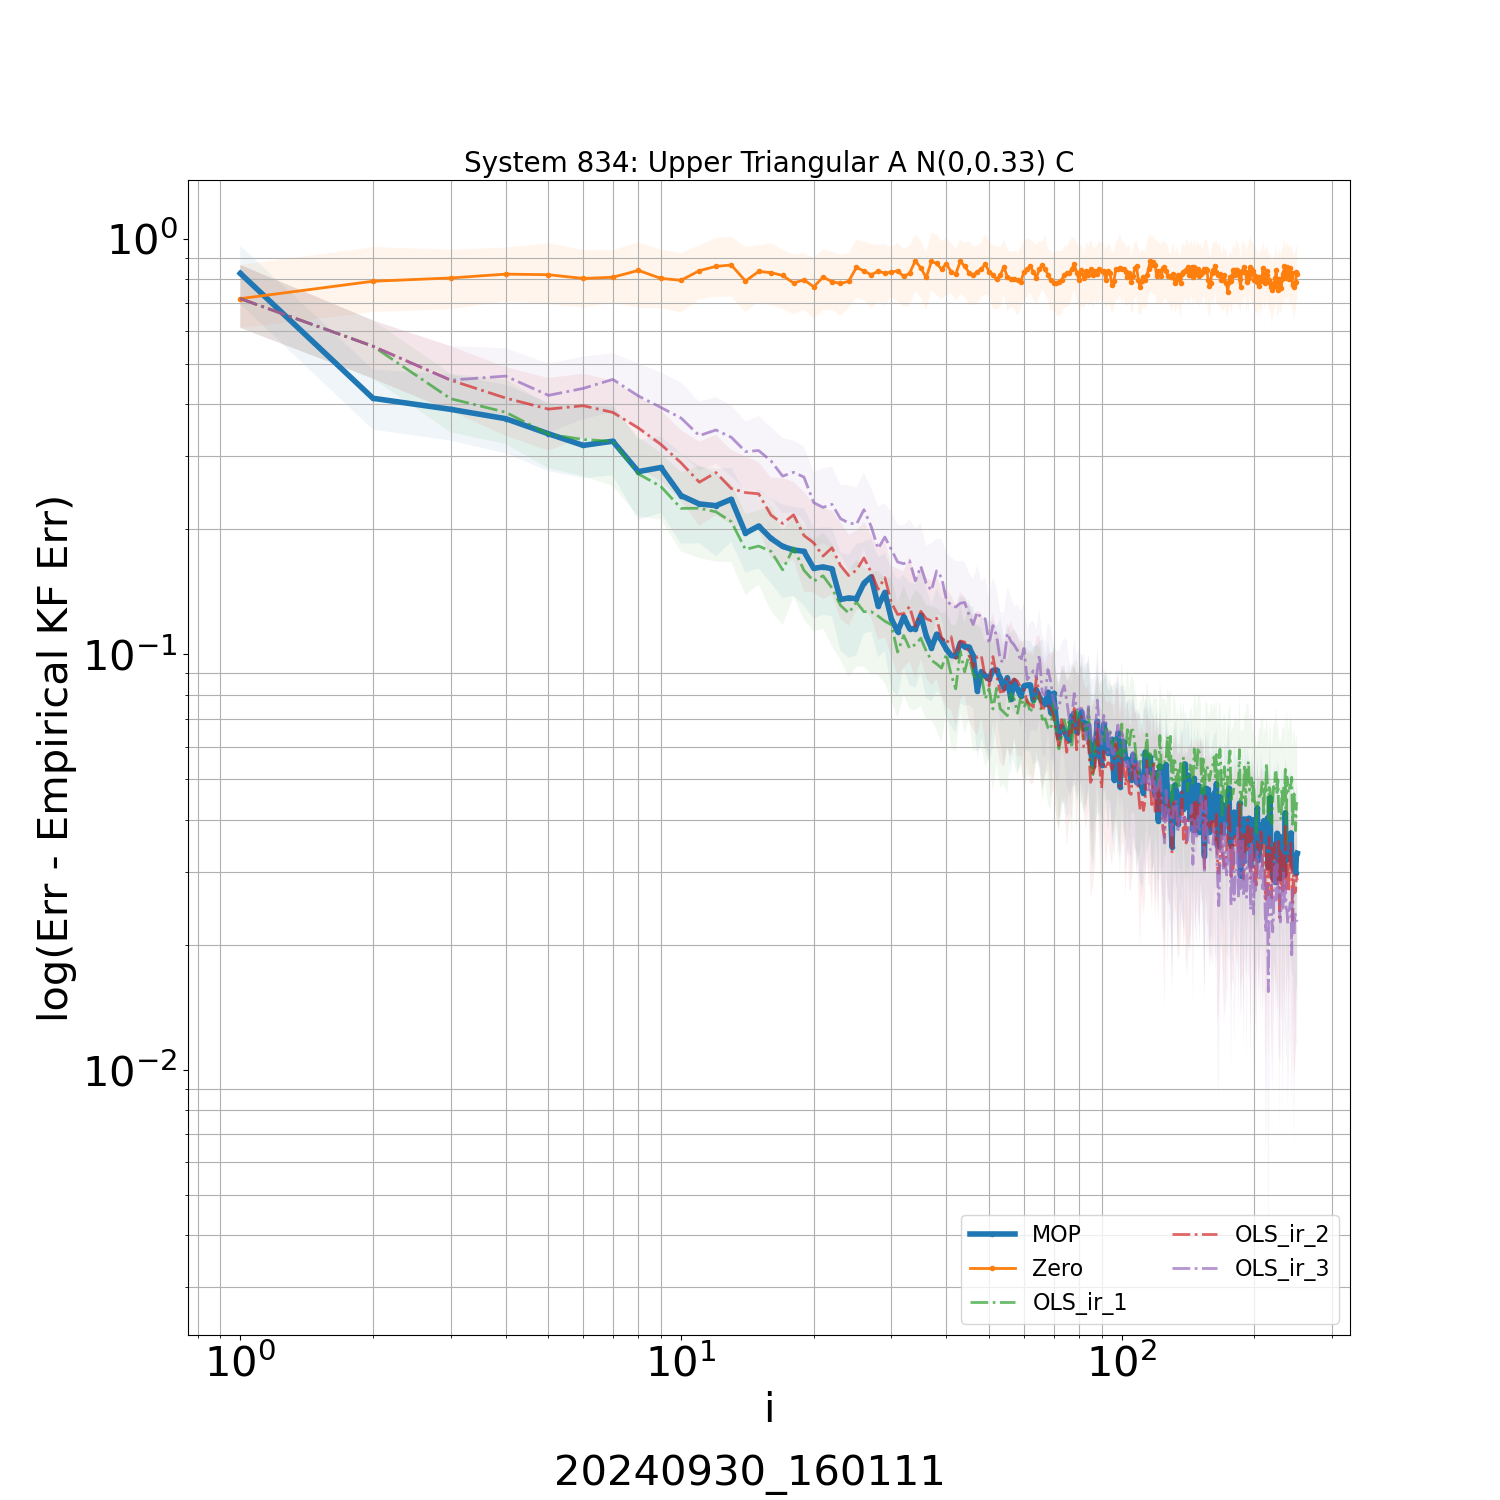 System 834: Upper Triangular A N(0,0.33) C
log(Err - Empirical KF Err)
10⁰
10⁻¹
10⁻²
MOP
Zero
OLS_ir_1
OLS_ir_2
OLS_ir_3
10⁰ 10¹ 10²
i
20240930_160111